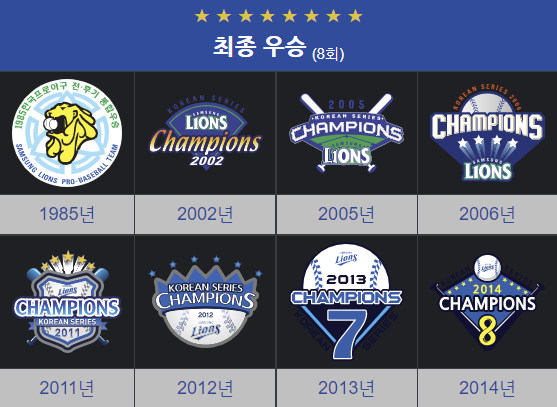 최종 우승 (8회)
1985한국프로야구 전·후기 통합우승
SAMSUNG LIONS PRO-BASEBALL TEAM
KOREAN SERIES
SAMSUNG
LiONS
Champions
2002
2005
KOREAN SERIES
CHAMPIONS
SAMSUNG
LiONS
KOREAN SERIES 2006
CHAMPIONS
SAMSUNG
LiONS
1985년
2002년
2005년
2006년
Lions
CHAMPIONS
KOREAN SERIES
2011
KOREAN SERIES
CHAMPIONS
2012
Lions
Lions
2013
CHAMPIONS
7
KOREAN SERIES
Lions
2014
CHAMPIONS
8
2011년
2012년
2013년
2014년